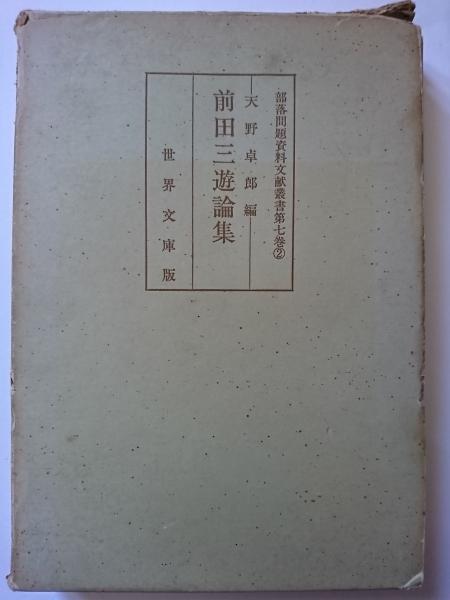 部落問題資料文献叢書第七巻②
天野卓郎編
前田三遊論集
世界文庫版